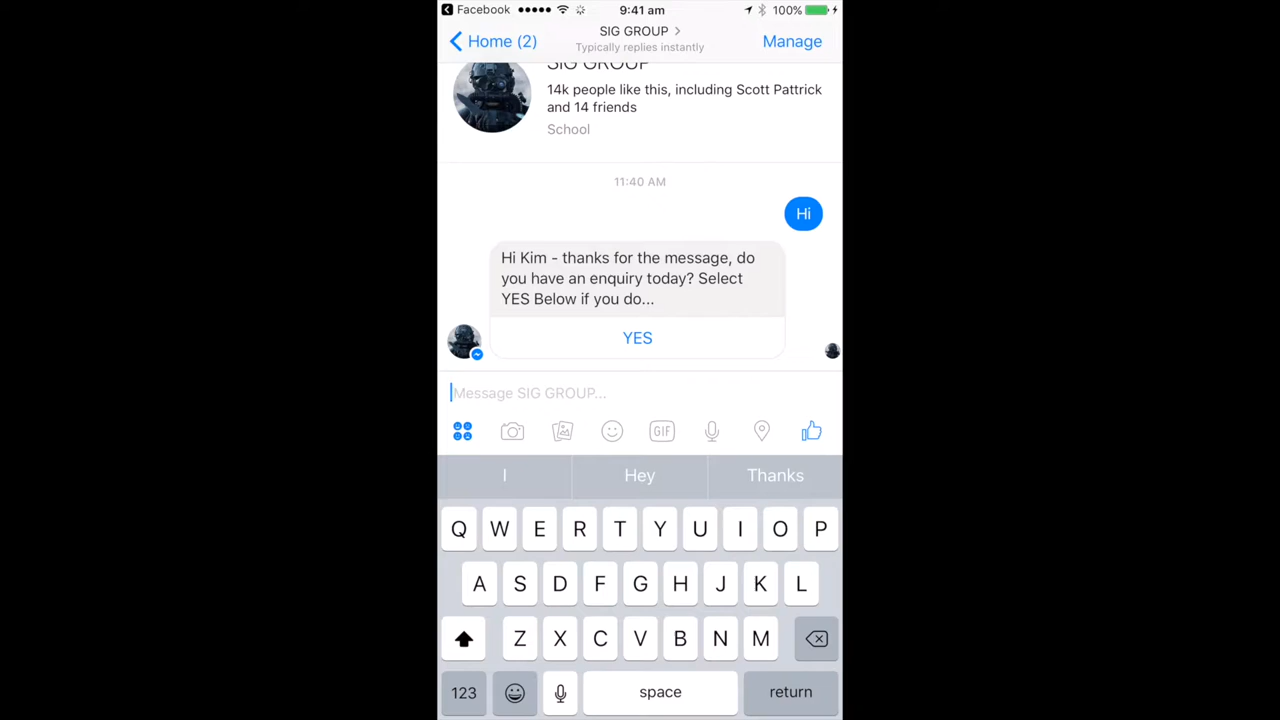 Facebook 9:41 am 100%
Home (2) SIG GROUP Manage
Typically replies instantly
SIG GROUP
14k people like this, including Scott Pattrick
and 14 friends
School
11:40 AM
Hi
Hi Kim - thanks for the message, do
you have an enquiry today? Select
YES Below if you do...
YES
Message SIG GROUP...
GIF
I Hey Thanks
Q W E R T Y U I O P
A S D F G H J K L
Z X C V B N M
123 space return